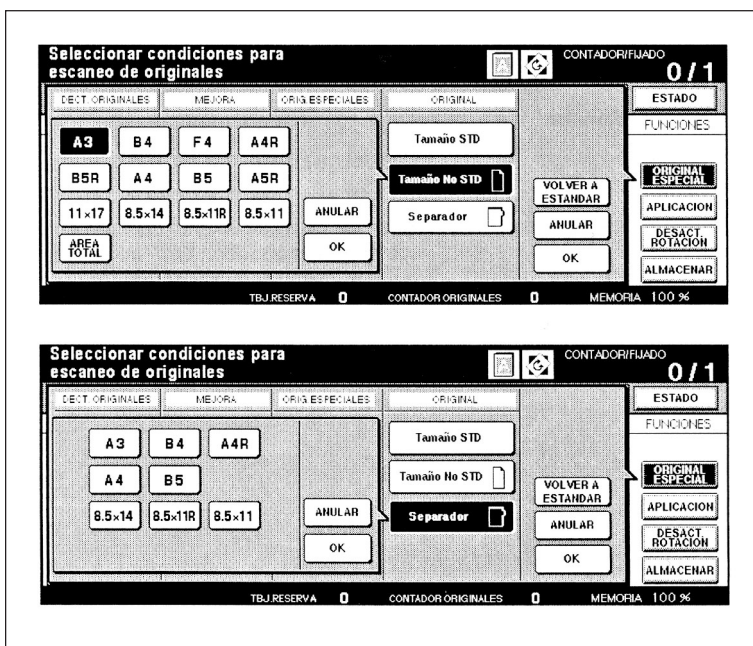 Seleccionar condiciones para
escaneo de originales
CONTADOR/FIJADO
0 / 1
DECT. ORIGINALES MEJORA ORIG.ESPECIALES ORIGINAL
ESTADO
FUNCIONES
A3 B4 F4 A4R
B5R A4 B5 A5R
11×17 8.5×14 8.5×11R 8.5×11
AREA
TOTAL
ANULAR
OK
Tamaño STD
Tamaño No STD
Separador
VOLVER A
ESTANDAR
ANULAR
OK
ORIGINAL
ESPECIAL
APLICACION
DESACT.
ROTACION
ALMACENAR
TBJ.RESERVA 0 CONTADOR ORIGINALES 0 MEMORIA 100 %
Seleccionar condiciones para
escaneo de originales
CONTADOR/FIJADO
0 / 1
DECT. ORIGINALES MEJORA ORIG.ESPECIALES ORIGINAL
ESTADO
FUNCIONES
A3 B4 A4R
A4 B5
8.5×14 8.5×11R 8.5×11
ANULAR
OK
Tamaño STD
Tamaño No STD
Separador
VOLVER A
ESTANDAR
ANULAR
OK
ORIGINAL
ESPECIAL
APLICACION
DESACT.
ROTACION
ALMACENAR
TBJ.RESERVA 0 CONTADOR ORIGINALES 0 MEMORIA 100 %